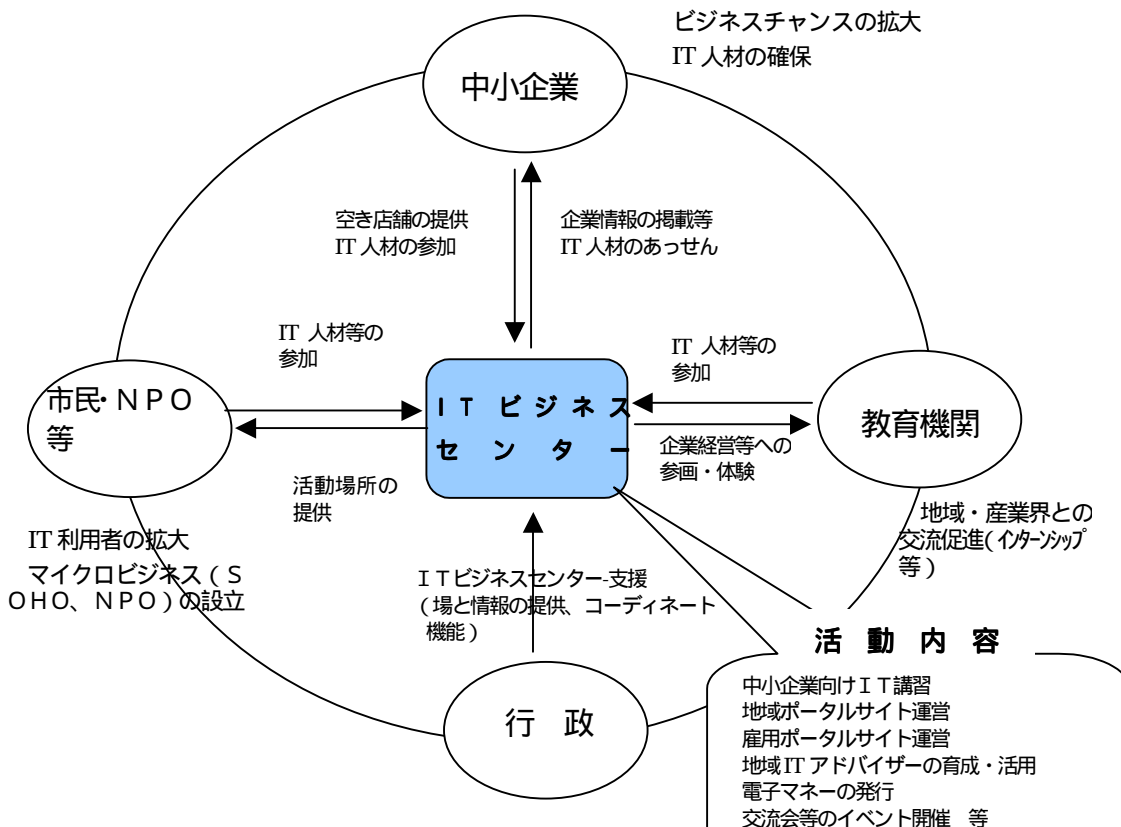 ビジネスチャンスの拡大
IT 人材の確保
中小企業
空き店舗の提供
IT 人材の参加
企業情報の掲載等
IT 人材のあっせん
IT 人材等の
参加
IT 人材等の
参加
市民・ＮＰＯ
等
ＩＴビジネス
センター
教育機関
企業経営等への
参画・体験
活動場所の
提供
地域・産業界との
交流促進(インターンシップ
等）
IT 利用者の拡大
マイクロビジネス（Ｓ
ＯＨＯ、ＮＰＯ）の設立
ＩＴビジネスセンター-支援
（場と情報の提供、コーディネート
機能）
行　政
活動内容
中小企業向けＩＴ講習
地域ポータルサイト運営
雇用ポータルサイト運営
地域 IT アドバイザーの育成・活用
電子マネーの発行
交流会等のイベント開催　等